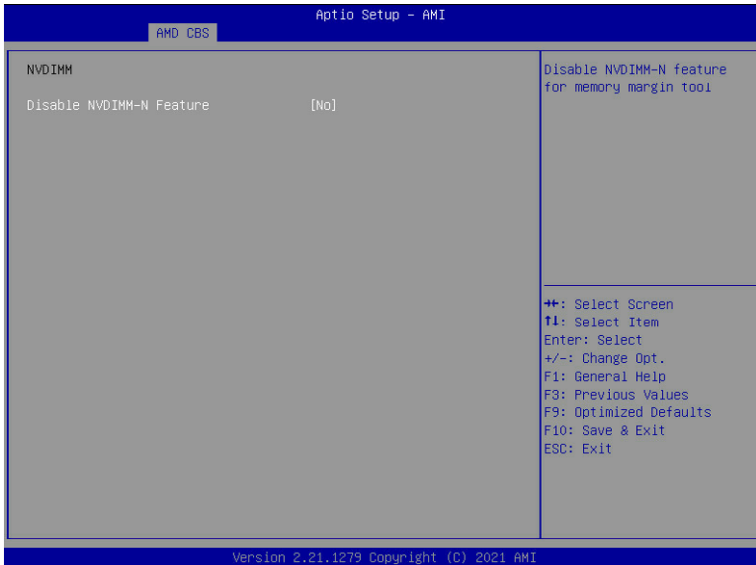 Aptio Setup – AMI
AMD CBS
NVDIMM
Disable NVDIMM-N Feature [No]
Disable NVDIMM-N feature
for memory margin tool
→←: Select Screen
↑↓: Select Item
Enter: Select
+/-: Change Opt.
F1: General Help
F3: Previous Values
F9: Optimized Defaults
F10: Save & Exit
ESC: Exit
Version 2.21.1279 Copyright (C) 2021 AMI